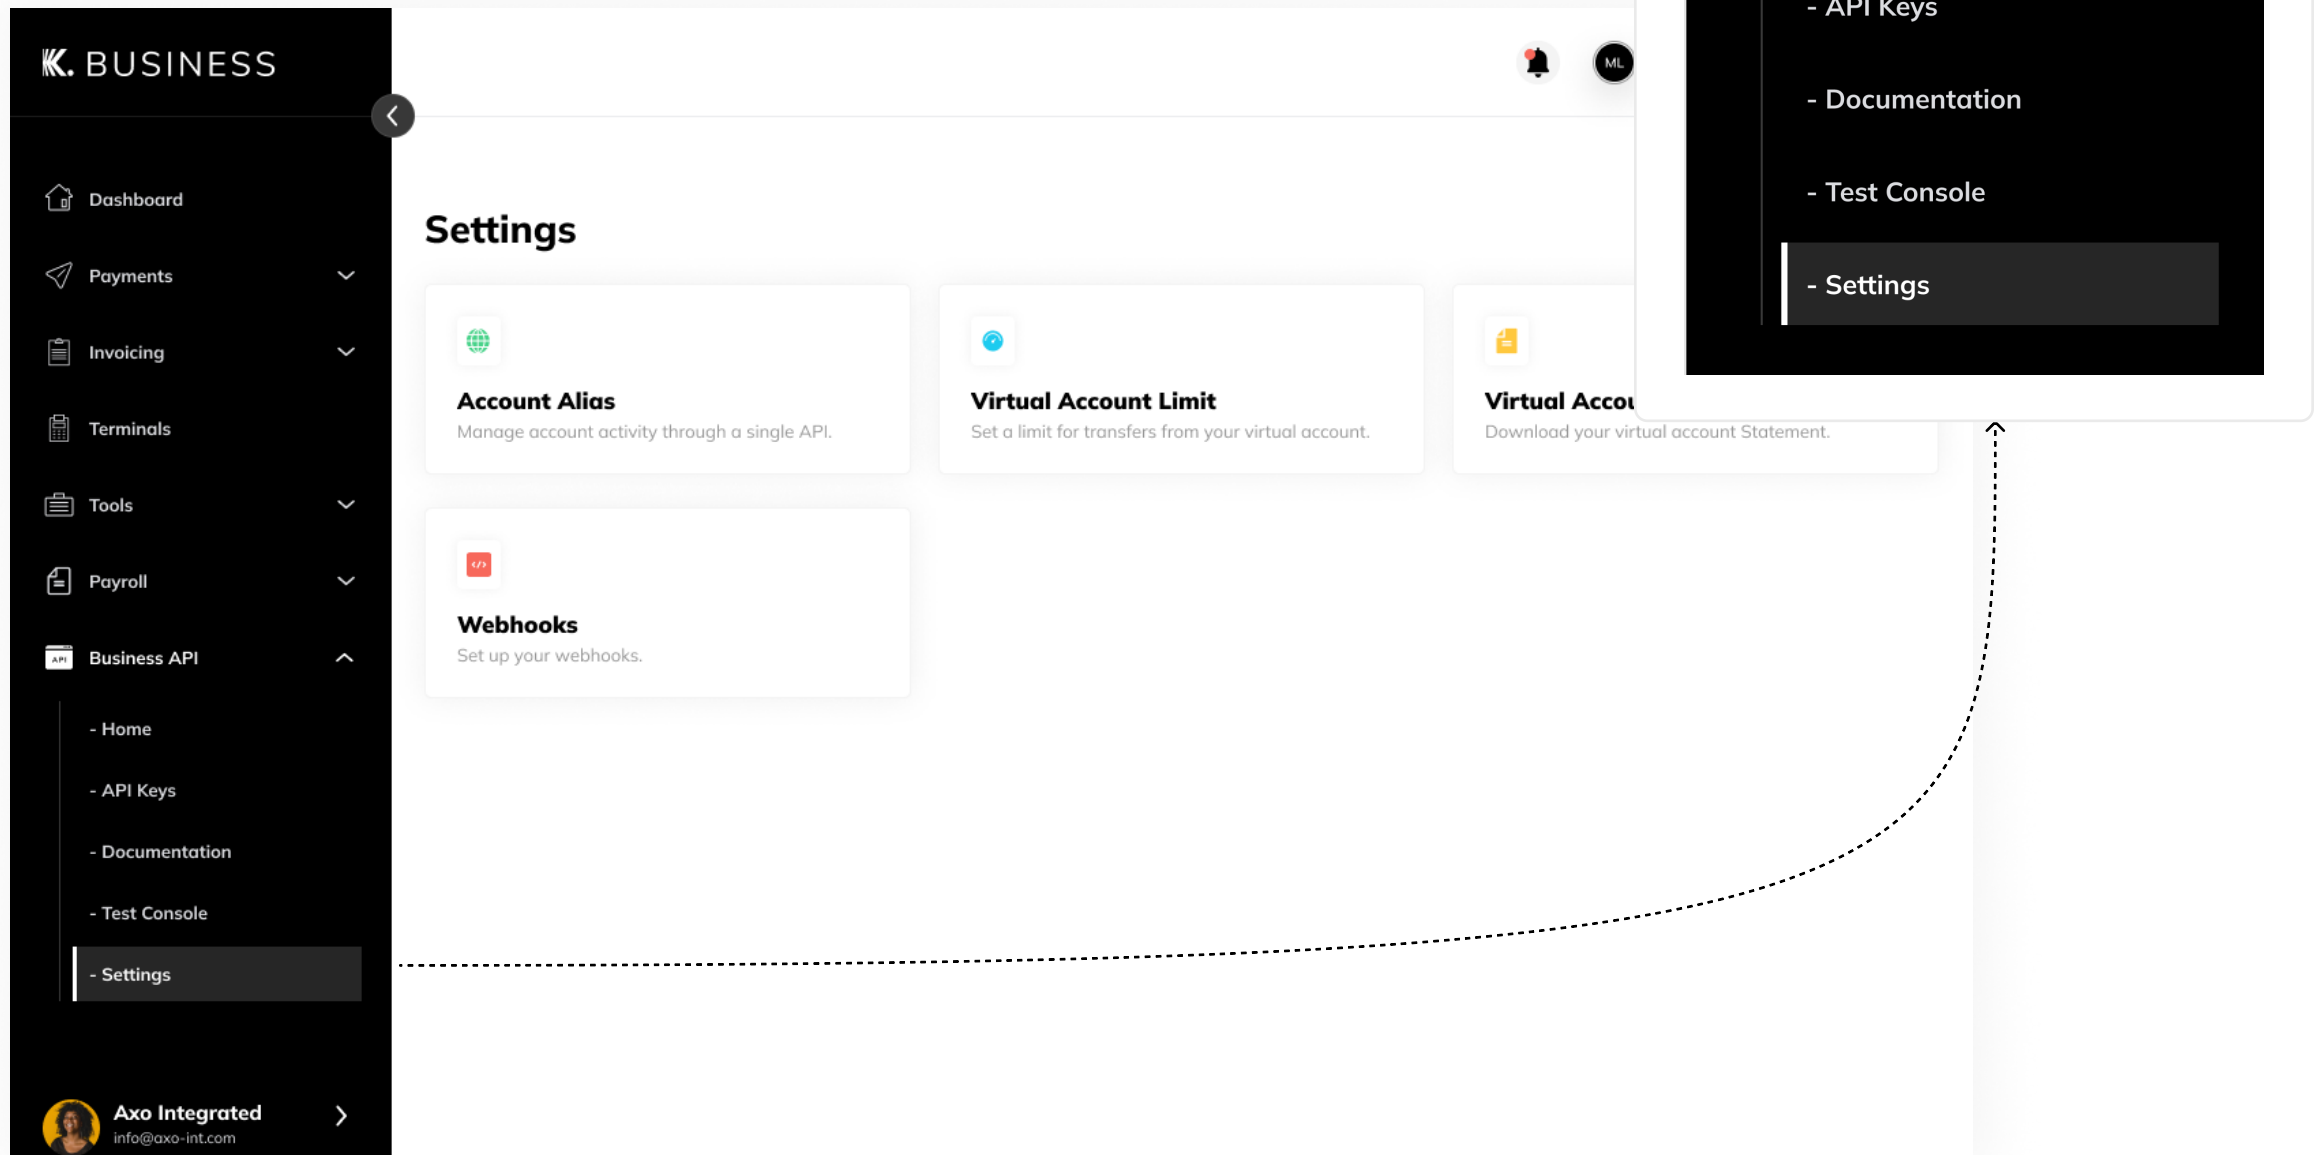 K. BUSINESS
Dashboard
Payments
Invoicing
Terminals
Tools
Payroll
API
Business API
- Home
- API Keys
- Documentation
- Test Console
- Settings
Axo Integrated
info@axo-int.com
ML
Settings
Account Alias
Manage account activity through a single API.
Virtual Account Limit
Set a limit for transfers from your virtual account.
Virtual Accou
Download your virtual account Statement.
</>
Webhooks
Set up your webhooks.
- API Keys
- Documentation
- Test Console
- Settings